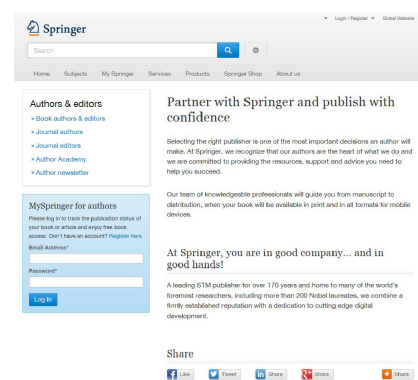 Login / Register
Global Website
Springer
Search
Home Subjects My Springer Services Products Springer Shop About us
Authors & editors
» Book authors & editors
» Journal authors
» Journal editors
» Author Academy
» Author newsletter
MySpringer for authors
Please log in to track the publication status of
your book or article and enjoy free book
access. Don't have an account? Register here
Email Address*
Password*
Log in
Partner with Springer and publish with
confidence
Selecting the right publisher is one of the most important decisions an author will
make. At Springer, we recognize that our authors are the heart of what we do and
we are committed to providing the resources, support and advice you need to
help you succeed.
Our team of knowledgeable professionals will guide you from manuscript to
distribution, when your book will be available in print and in all formats for mobile
devices.
At Springer, you are in good company... and in
good hands!
A leading STM publisher for over 170 years and home to many of the world's
foremost researchers, including more than 200 Nobel laureates, we combine a
firmly established reputation with a dedication to cutting edge digital
development.
Share
Like Tweet Share Share Share